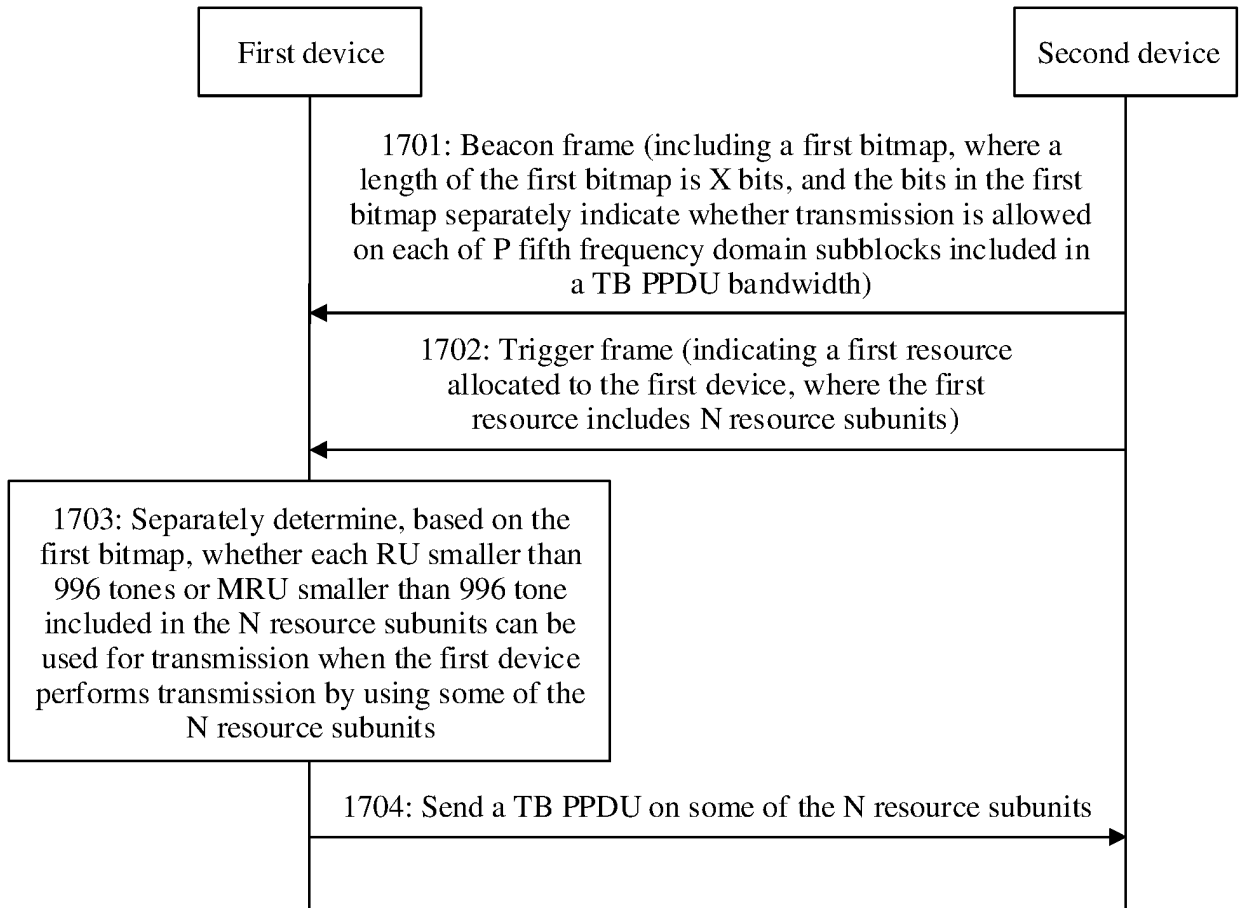 First device
Second device
1701: Beacon frame (including a first bitmap, where a
length of the first bitmap is X bits, and the bits in the first
bitmap separately indicate whether transmission is allowed
on each of P fifth frequency domain subblocks included in
a TB PPDU bandwidth)
1702: Trigger frame (indicating a first resource
allocated to the first device, where the first
resource includes N resource subunits)
1703: Separately determine, based on the
first bitmap, whether each RU smaller than
996 tones or MRU smaller than 996 tone
included in the N resource subunits can be
used for transmission when the first device
performs transmission by using some of the
N resource subunits
1704: Send a TB PPDU on some of the N resource subunits